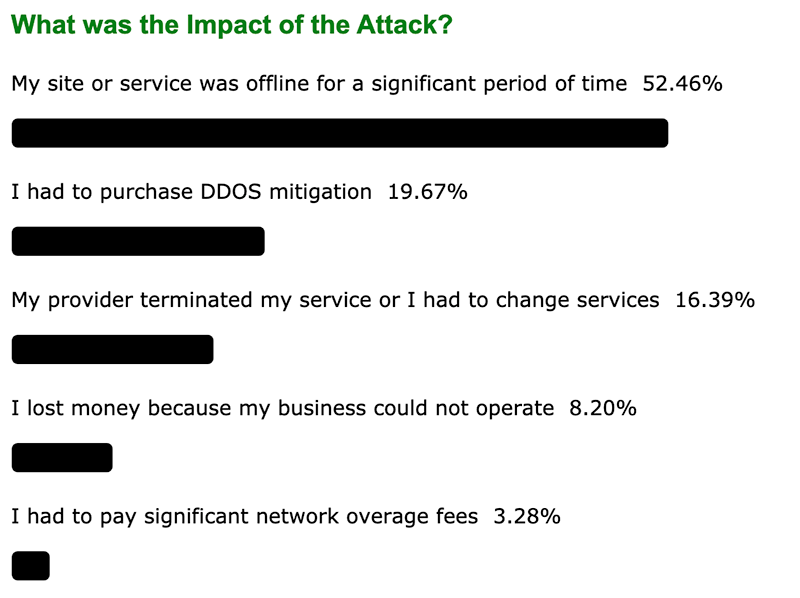 What was the Impact of the Attack?
My site or service was offline for a significant period of time 52.46%
I had to purchase DDOS mitigation 19.67%
My provider terminated my service or I had to change services 16.39%
I lost money because my business could not operate 8.20%
I had to pay significant network overage fees 3.28%